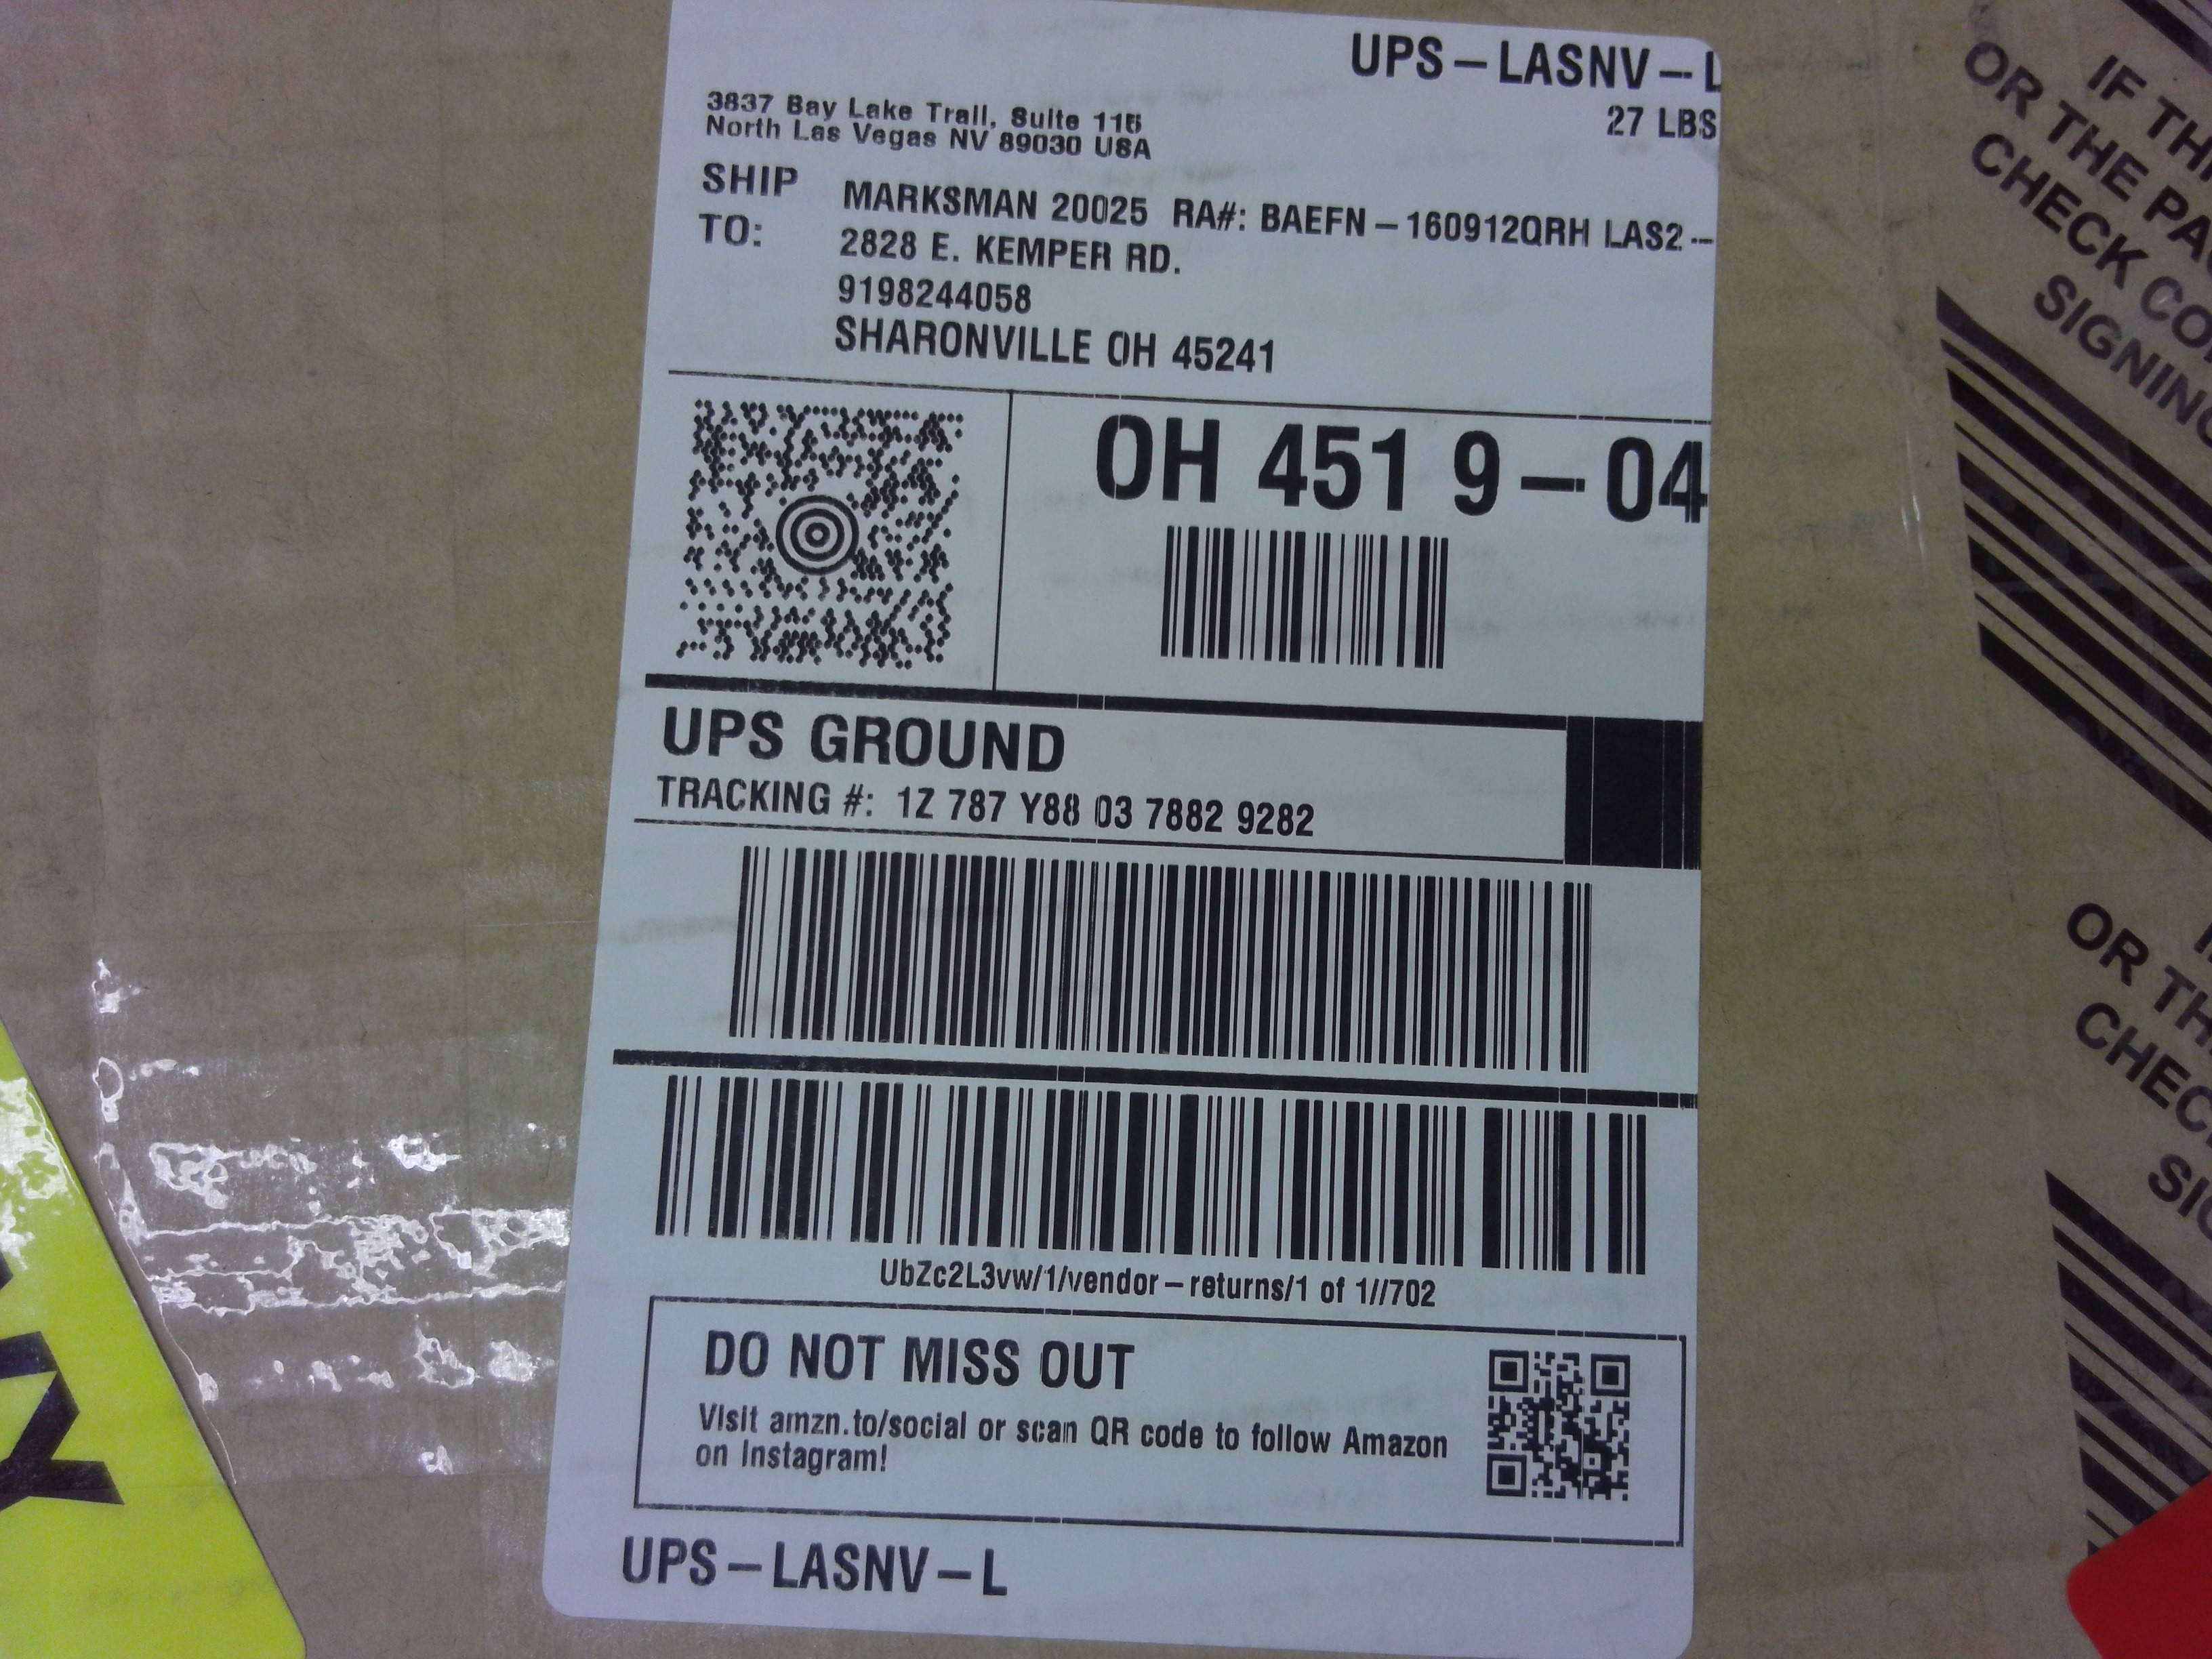 UPS-LASNV-L
27 LBS
3837 Bay Lake Trail, Suite 115
North Las Vegas NV 89030 USA
SHIP TO:
MARKSMAN 20025 RA#: BAEFN-160912QRH LAS2-
2828 E. KEMPER RD.
9198244058
SHARONVILLE OH 45241
OH 451 9-04
UPS GROUND
TRACKING #: 1Z 787 Y88 03 7882 9282
UbZc2L3vw/1/vendor-returns/1 of 1//702
DO NOT MISS OUT
Visit amzn.to/social or scan QR code to follow Amazon
on Instagram!
UPS-LASNV-L
IF
OR THE
CHECK
SIGNING
OR